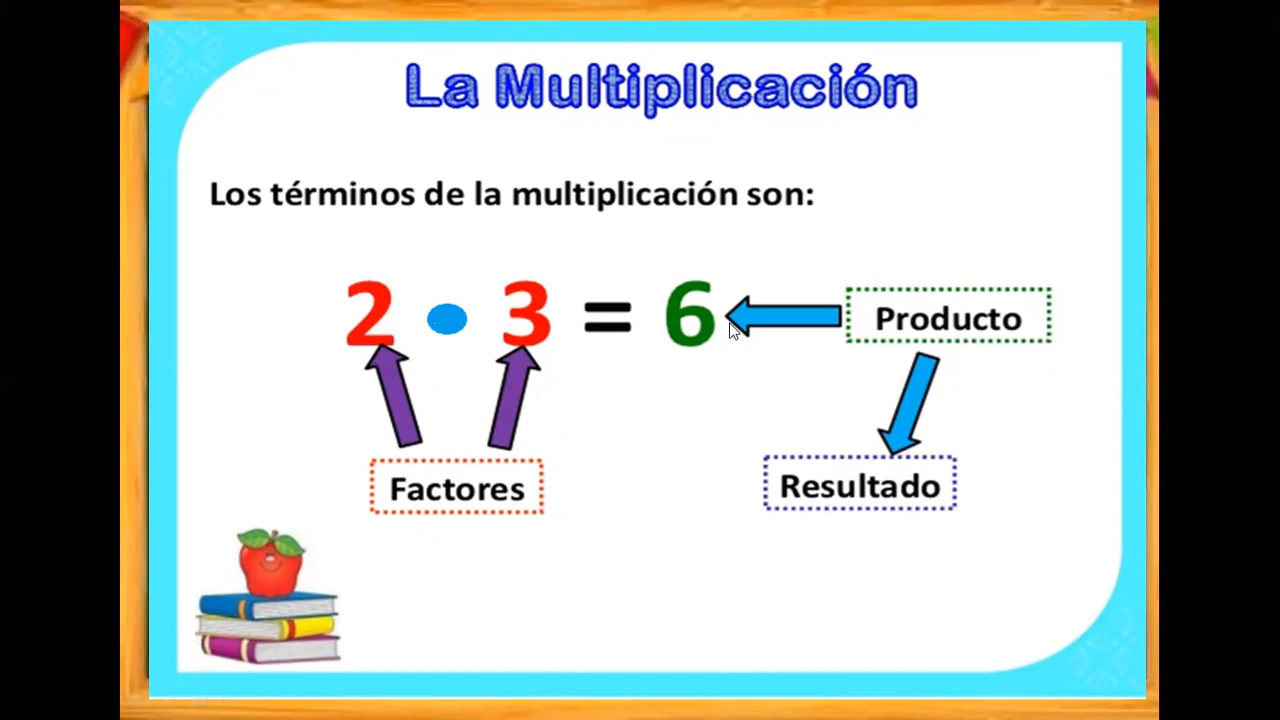 La Multiplicación
Los términos de la multiplicación son:
2 • 3 = 6
Producto
Factores
Resultado